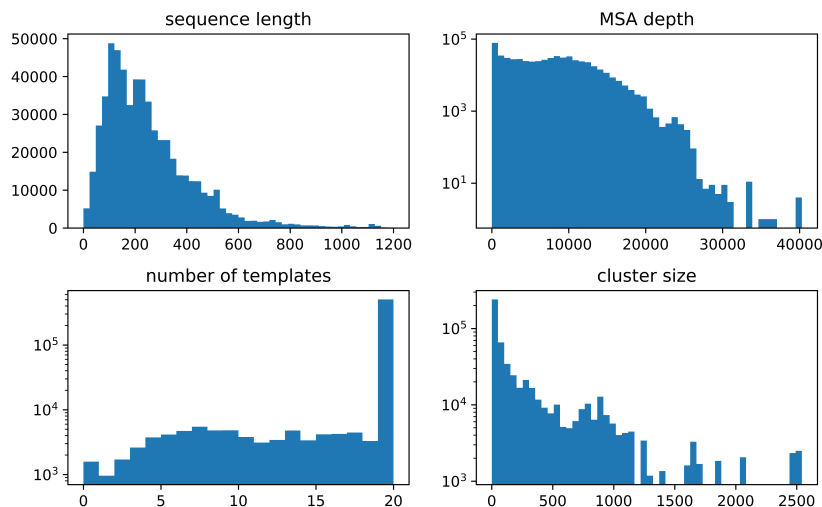 sequence length
50000
40000
30000
20000
10000
0
0 200 400 600 800 1000 1200
MSA depth
10^5
10^3
10^1
0 10000 20000 30000 40000
number of templates
10^5
10^4
10^3
0 5 10 15 20
cluster size
10^5
10^4
10^3
0 500 1000 1500 2000 2500